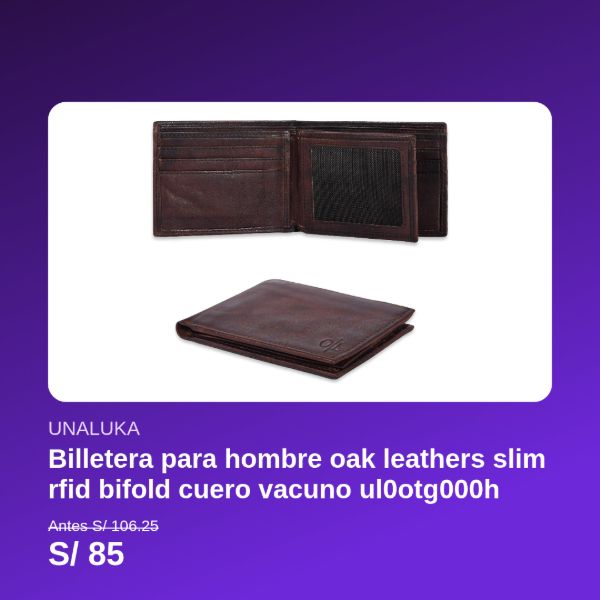 UNALUKA
Billetera para hombre oak leathers slim
rfid bifold cuero vacuno ul0otg000h
Antes S/ 106.25
S/ 85